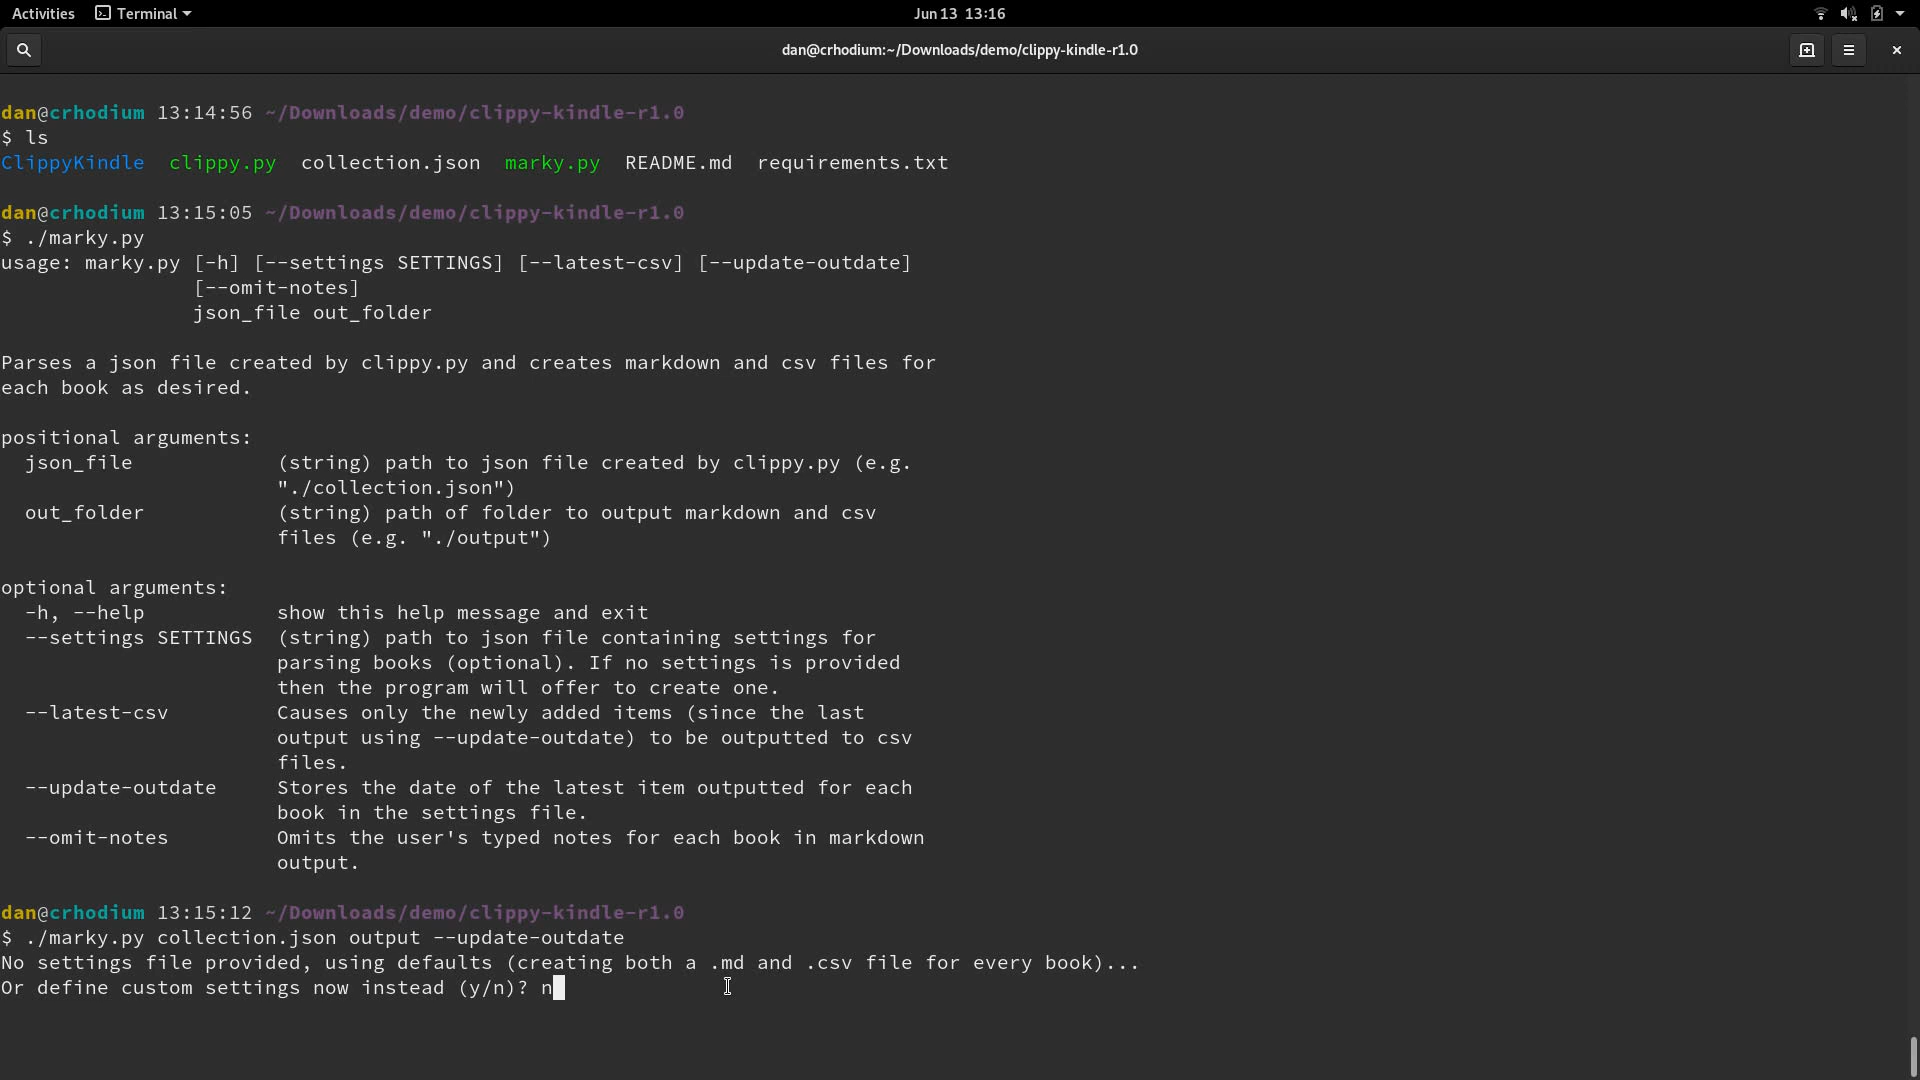 Activities Terminal Jun 13 13:16
dan@crhodium:~/Downloads/demo/clippy-kindle-r1.0
dan@crhodium 13:14:56 ~/Downloads/demo/clippy-kindle-r1.0
$ ls
ClippyKindle clippy.py collection.json marky.py README.md requirements.txt
dan@crhodium 13:15:05 ~/Downloads/demo/clippy-kindle-r1.0
$ ./marky.py
usage: marky.py [-h] [--settings SETTINGS] [--latest-csv] [--update-outdate]
[--omit-notes]
json_file out_folder
Parses a json file created by clippy.py and creates markdown and csv files for
each book as desired.
positional arguments:
json_file (string) path to json file created by clippy.py (e.g.
"./collection.json")
out_folder (string) path of folder to output markdown and csv
files (e.g. "./output")
optional arguments:
-h, --help show this help message and exit
--settings SETTINGS (string) path to json file containing settings for
parsing books (optional). If no settings is provided
then the program will offer to create one.
--latest-csv Causes only the newly added items (since the last
output using --update-outdate) to be outputted to csv
files.
--update-outdate Stores the date of the latest item outputted for each
book in the settings file.
--omit-notes Omits the user's typed notes for each book in markdown
output.
dan@crhodium 13:15:12 ~/Downloads/demo/clippy-kindle-r1.0
$ ./marky.py collection.json output --update-outdate
No settings file provided, using defaults (creating both a .md and .csv file for every book)...
Or define custom settings now instead (y/n)? n